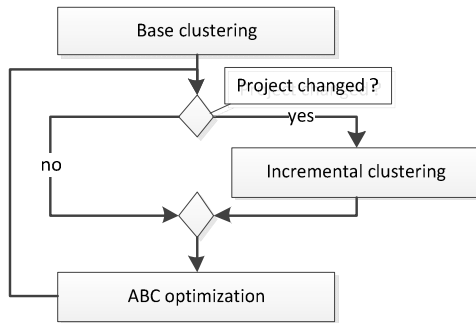 Base clustering
Project changed ?
yes
no
Incremental clustering
ABC optimization